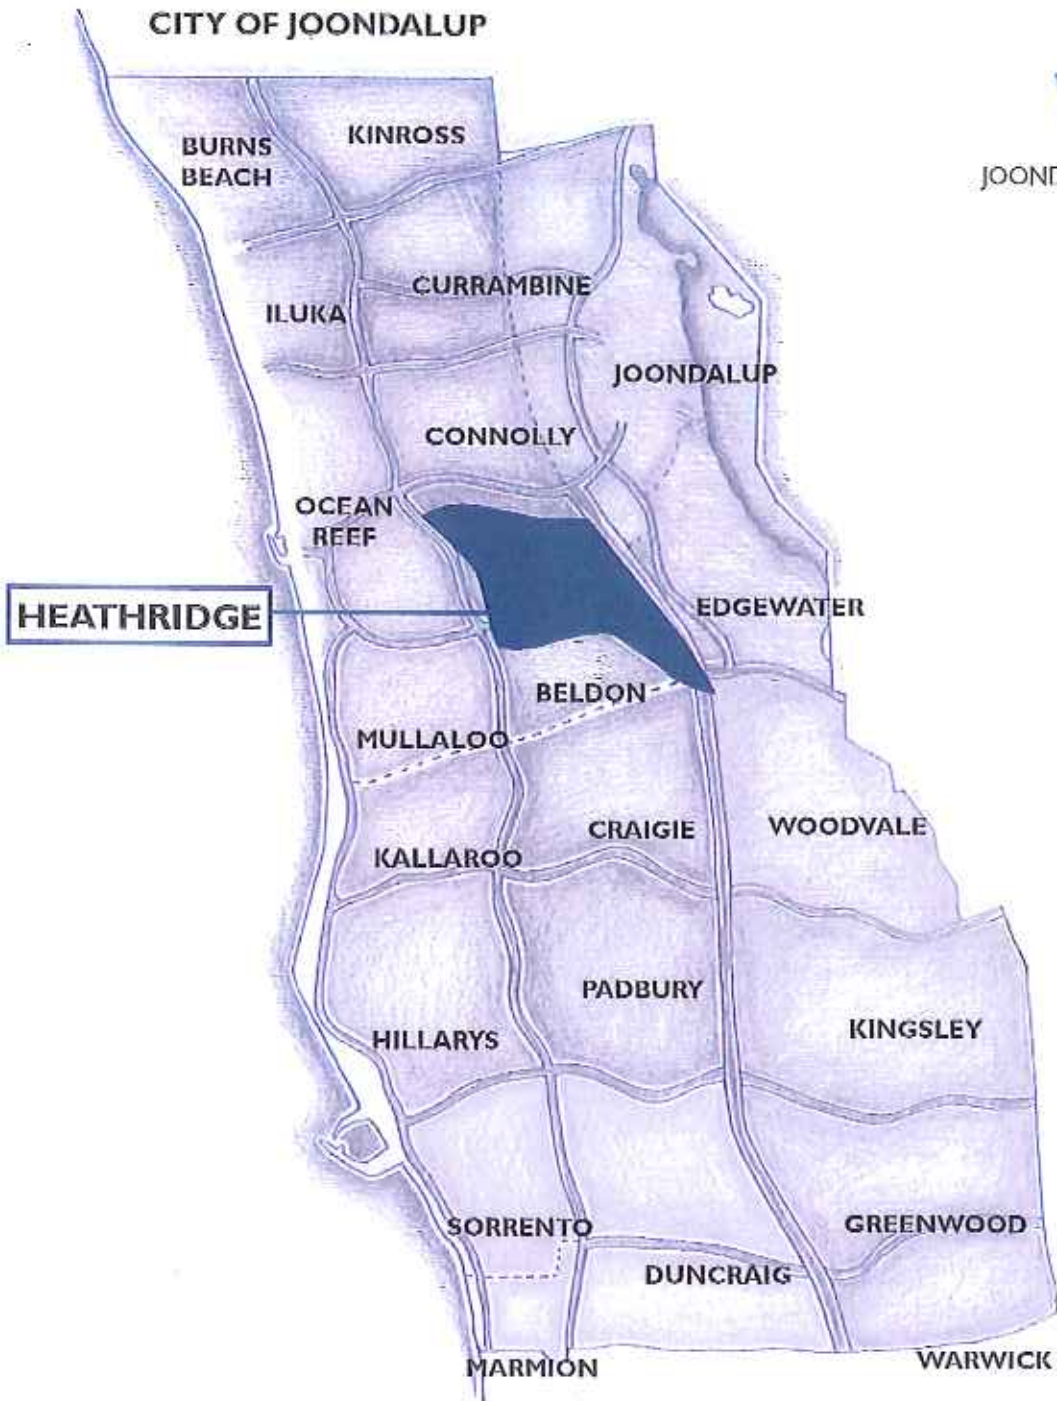 CITY OF JOONDALUP
KINROSS
BURNS
BEACH
CURRAMBINE
ILUKA
JOONDALUP
CONNOLLY
OCEAN
REEF
HEATHRIDGE
EDGEWATER
BELDON
MULLALOO
CRAIGIE
WOODVALE
KALLAROO
PADBURY
KINGSLEY
HILLARYS
SORRENTO
GREENWOOD
DUNCRAIG
MARMION
WARWICK